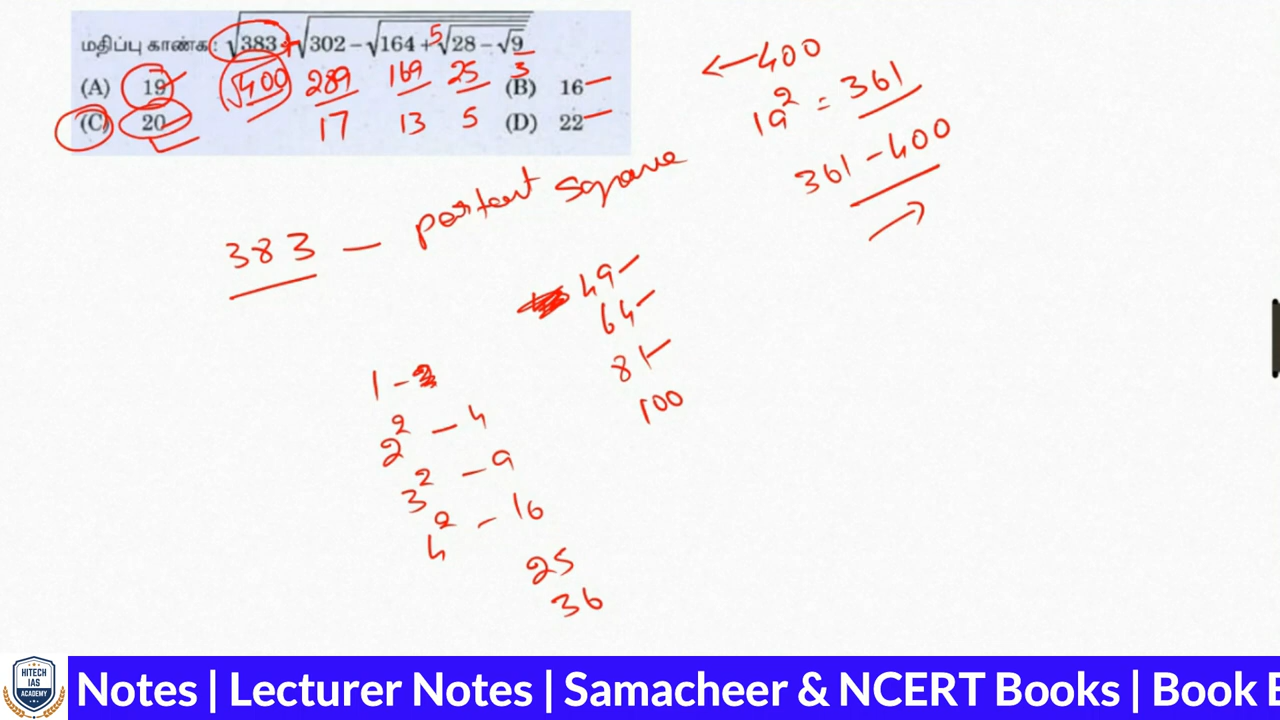 மதிப்பு காண்க : √383 + √302 − √164 + √28 − √9
5
(A) 19 √400 289 169 25 3 (B) 16
(C) 20 17 13 5 (D) 22
← 400
19² = 361
361 − 400
383 — perfect square
49
64
81
100
1 −
2² − 4
3² − 9
4² − 16
25
36
HITECH
IAS
ACADEMY
Notes | Lecturer Notes | Samacheer & NCERT Books | Book